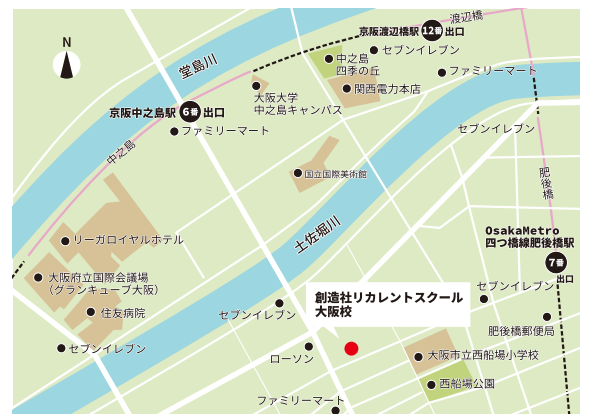 N
堂島川
京阪渡辺橋駅 12番 出口
渡辺橋
セブンイレブン
中之島
四季の丘
ファミリーマート
関西電力本店
大阪大学
中之島キャンパス
京阪中之島駅 6番 出口
ファミリーマート
セブンイレブン
中之島
国立国際美術館
肥後橋
土佐堀川
OsakaMetro
四つ橋線肥後橋駅
7番
出口
リーガロイヤルホテル
大阪府立国際会議場
（グランキューブ大阪）
住友病院
セブンイレブン
セブンイレブン
創造社リカレントスクール
大阪校
セブンイレブン
肥後橋郵便局
ローソン
大阪市立西船場小学校
西船場公園
ファミリーマート